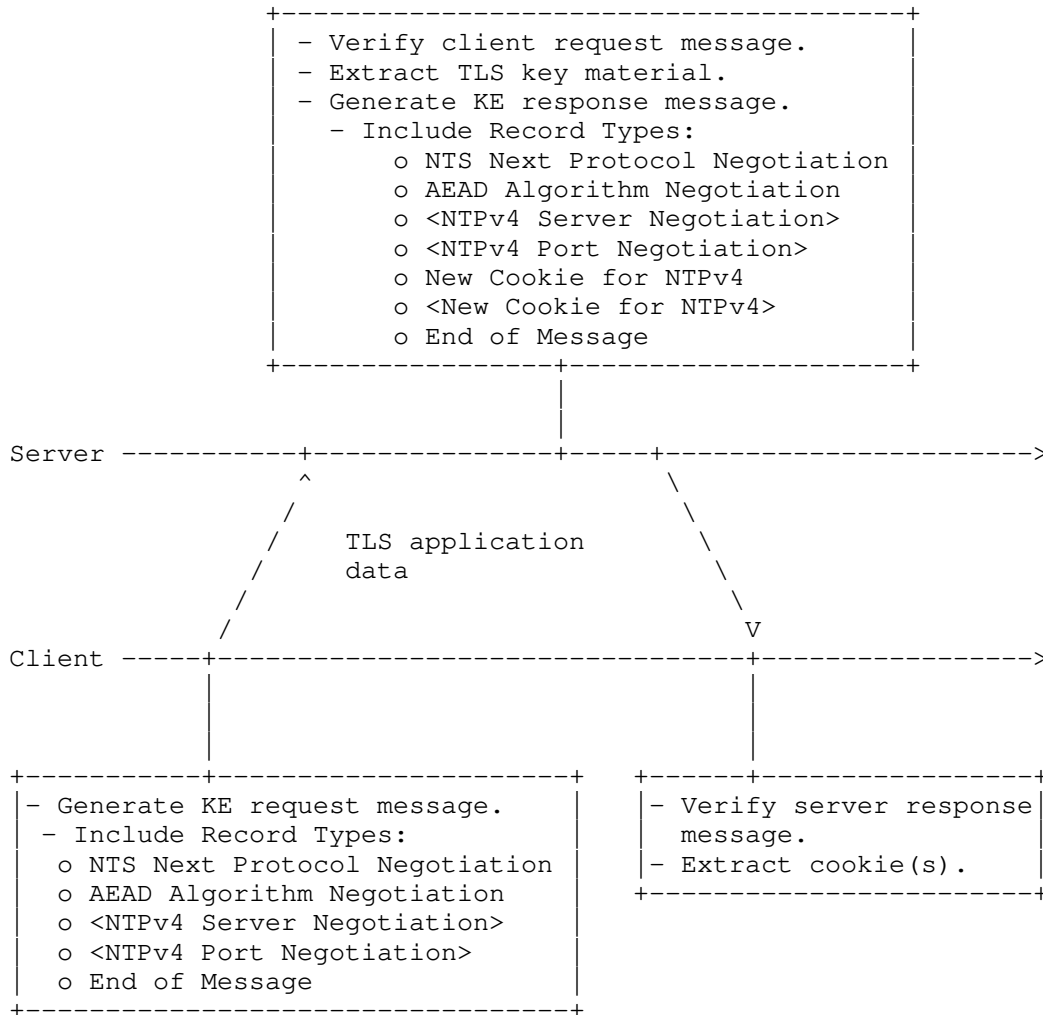 - Verify client request message.
- Extract TLS key material.
- Generate KE response message.
- Include Record Types:
o NTS Next Protocol Negotiation
o AEAD Algorithm Negotiation
o <NTPv4 Server Negotiation>
o <NTPv4 Port Negotiation>
o New Cookie for NTPv4
o <New Cookie for NTPv4>
o End of Message
Server
TLS application
data
Client
- Generate KE request message.
- Include Record Types:
o NTS Next Protocol Negotiation
o AEAD Algorithm Negotiation
o <NTPv4 Server Negotiation>
o <NTPv4 Port Negotiation>
o End of Message
- Verify server response
message.
- Extract cookie(s).